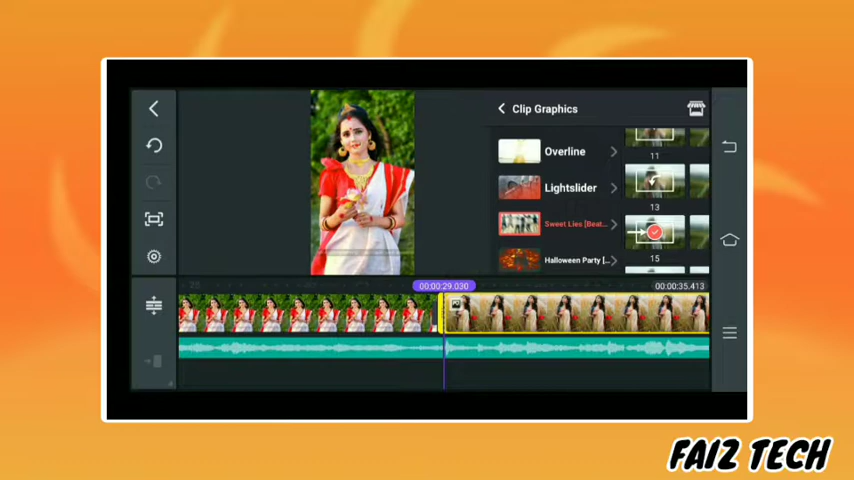 Clip Graphics
11
Overline
Lightslider
13
Sweet Lies [Beat...
15
Halloween Party [...
00:00:29.030
00:00:35.413
FAIZ TECH